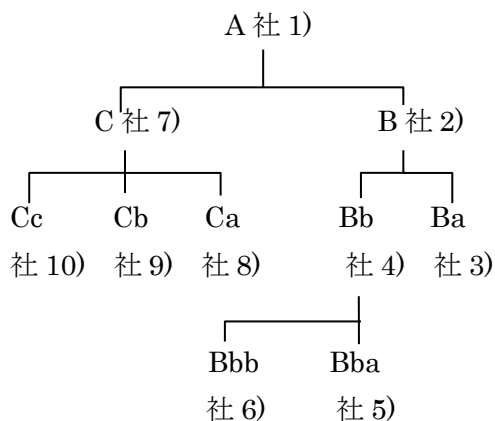 A 社 1)
C 社 7) B 社 2)
Cc Cb Ca Bb Ba
社 10) 社 9) 社 8) 社 4) 社 3)
Bbb Bba
社 6) 社 5)